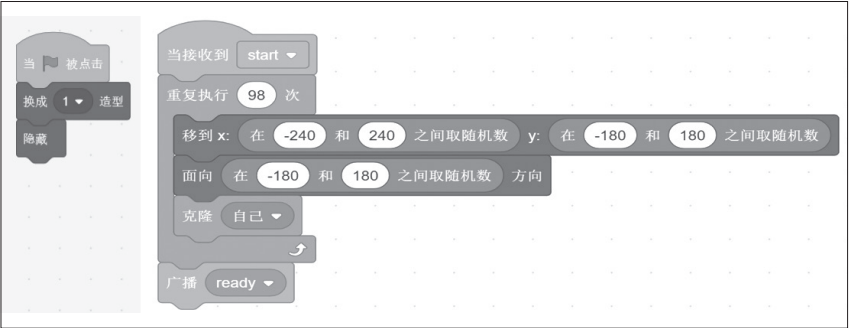 当 被点击
换成 1 造型
隐藏
当接收到 start
重复执行 98 次
移到 x: 在 -240 和 240 之间取随机数 y: 在 -180 和 180 之间取随机数
面向 在 -180 和 180 之间取随机数 方向
克隆 自己
广播 ready